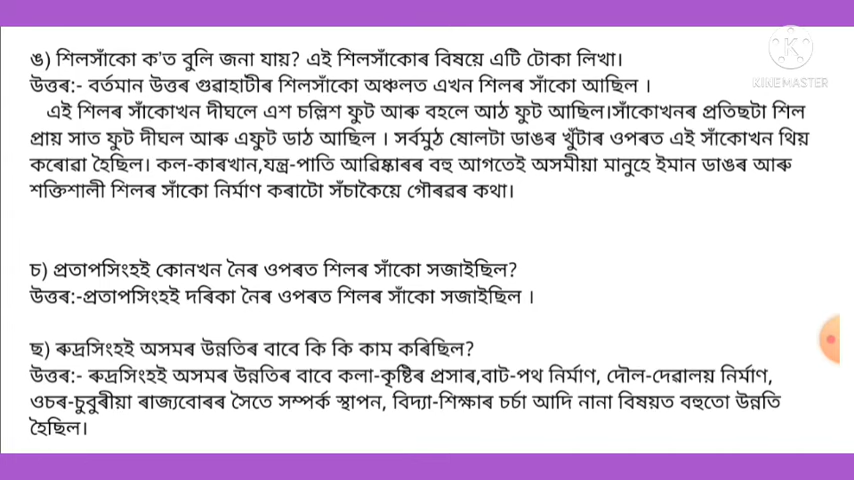 ঙ) শিলসাঁকো ক'ত বুলি জনা যায়? এই শিলসাঁকোৰ বিষয়ে এটি টোকা লিখা।
উত্তৰ:- বৰ্তমান উত্তৰ গুৱাহাটীৰ শিলসাঁকো অঞ্চলত এখন শিলৰ সাঁকো আছিল ।
এই শিলৰ সাঁকোখন দীঘলে এশ চল্লিশ ফুট আৰু বহলে আঠ ফুট আছিল।সাঁকোখনৰ প্ৰতিছটা শিল
প্ৰায় সাত ফুট দীঘল আৰু এফুট ডাঠ আছিল । সৰ্বমুঠ ষোলটা ডাঙৰ খুঁটাৰ ওপৰত এই সাঁকোখন থিয়
কৰোৱা হৈছিল। কল-কাৰখান,যন্ত্ৰ-পাতি আৱিষ্কাৰৰ বহু আগতেই অসমীয়া মানুহে ইমান ডাঙৰ আৰু
শক্তিশালী শিলৰ সাঁকো নিৰ্মাণ কৰাটো সঁচাকৈয়ে গৌৰৱৰ কথা।
চ) প্ৰতাপসিংহই কোনখন নৈৰ ওপৰত শিলৰ সাঁকো সজাইছিল?
উত্তৰ:-প্ৰতাপসিংহই দৰিকা নৈৰ ওপৰত শিলৰ সাঁকো সজাইছিল ।
ছ) ৰুদ্ৰসিংহই অসমৰ উন্নতিৰ বাবে কি কি কাম কৰিছিল?
উত্তৰ:- ৰুদ্ৰসিংহই অসমৰ উন্নতিৰ বাবে কলা-কৃষ্টিৰ প্ৰসাৰ,বাট-পথ নিৰ্মাণ, দৌল-দেৱালয় নিৰ্মাণ,
ওচৰ-চুবুৰীয়া ৰাজ্যবোৰৰ সৈতে সম্পৰ্ক স্থাপন, বিদ্যা-শিক্ষাৰ চৰ্চা আদি নানা বিষয়ত বহুতো উন্নতি
হৈছিল।
KINEMASTER